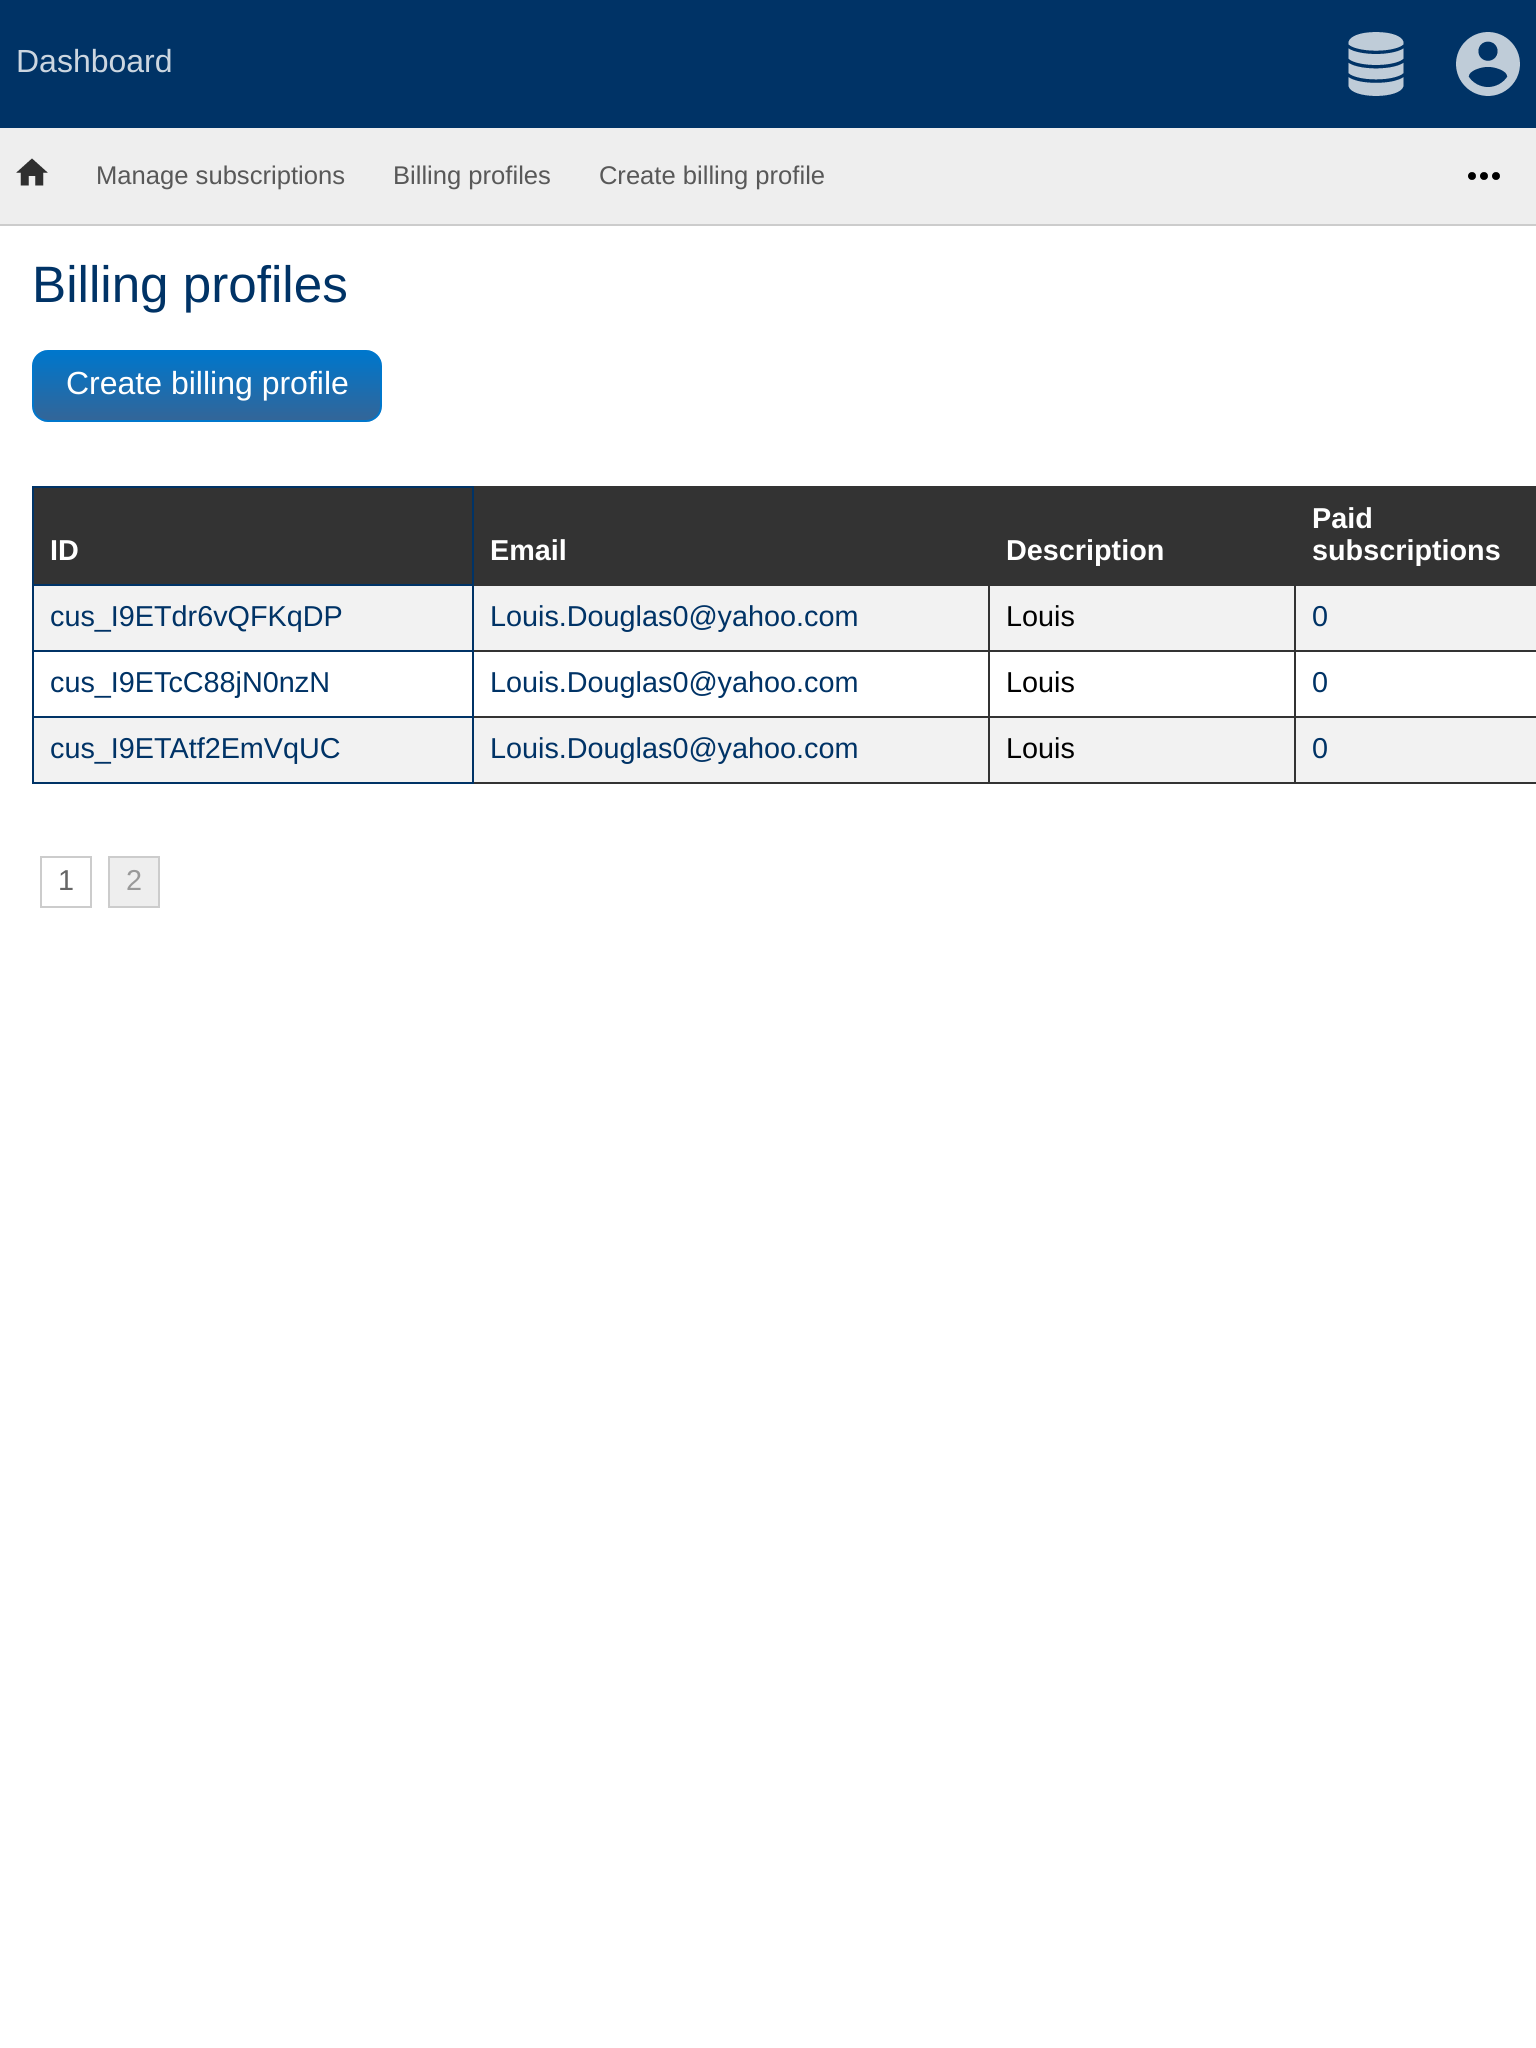 Dashboard
Manage subscriptions Billing profiles Create billing profile
Billing profiles
Create billing profile
ID Email Description Paid subscriptions
cus_I9ETdr6vQFKqDP Louis.Douglas0@yahoo.com Louis 0
cus_I9ETcC88jN0nzN Louis.Douglas0@yahoo.com Louis 0
cus_I9ETAtf2EmVqUC Louis.Douglas0@yahoo.com Louis 0
1 2